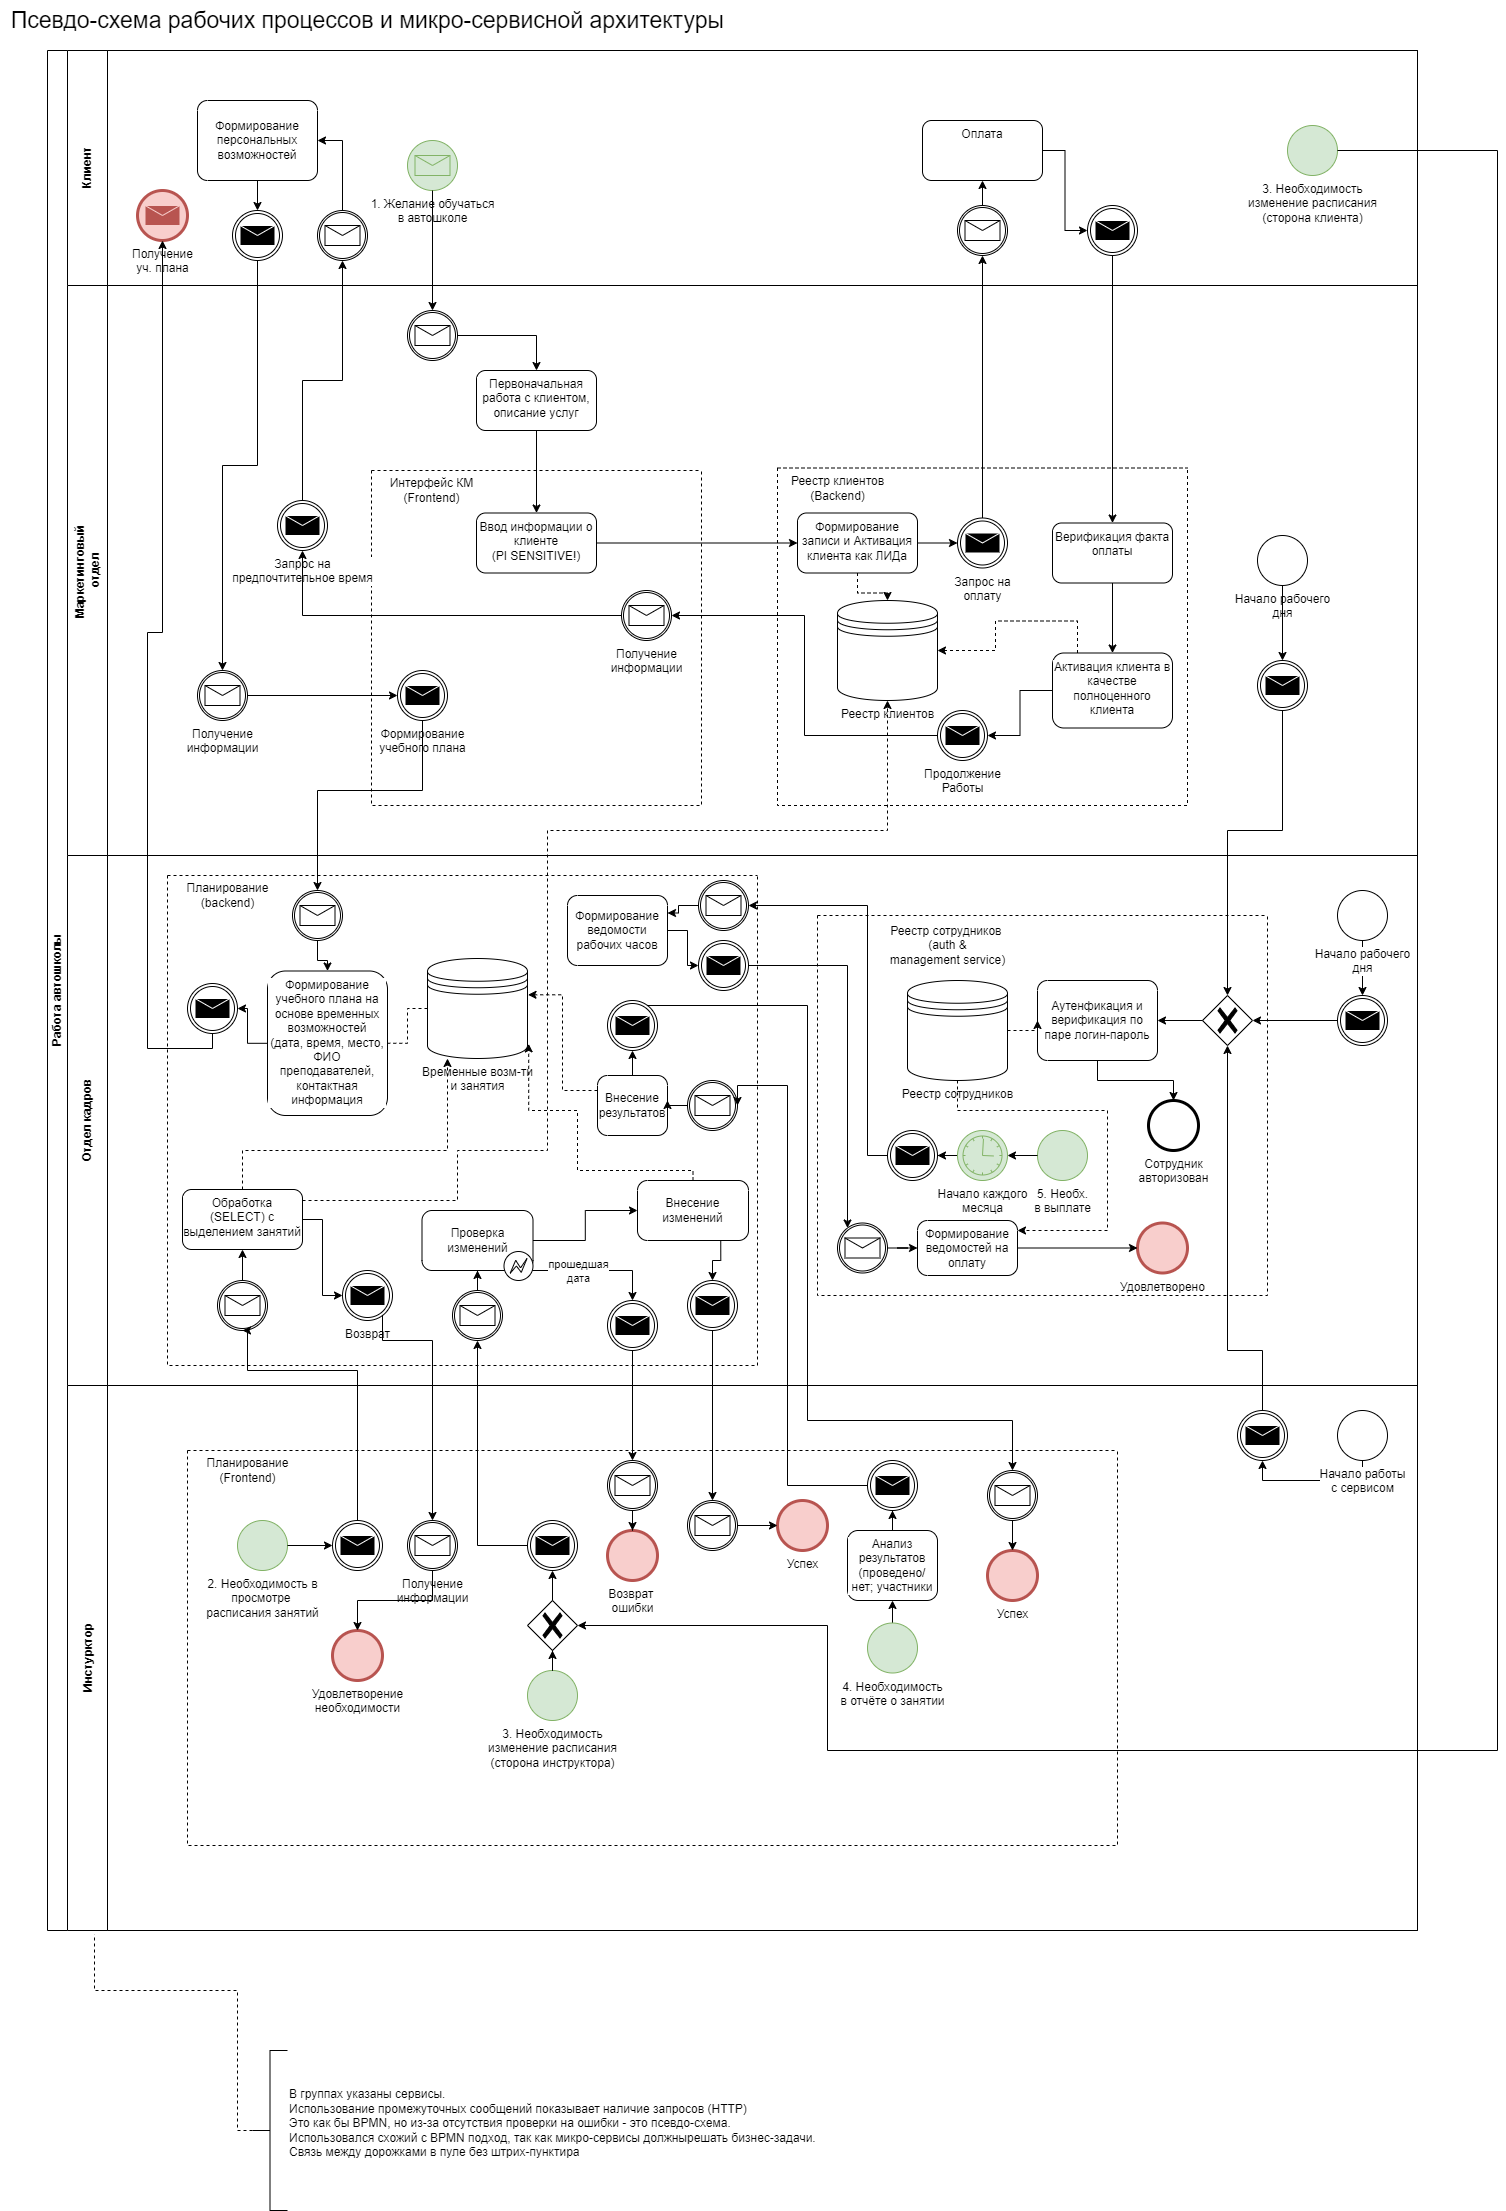 Псевдо-схема рабочих процессов и микро-сервисной архитектуры
Работа автошколы
Клиент
Формирование
персональных
возможностей
Получение
уч. плана
1. Желание обучаться
в автошколе
Оплата
3. Необходимость
изменение расписания
(сторона клиента)
Маркетинговый
отдел
Первоначальная
работа с клиентом,
описание услуг
Интерфейс КМ
(Frontend)
Ввод информации о
клиенте
(PI SENSITIVE!)
Запрос на
предпочтительное время
Получение
информации
Получение
информации
Формирование
учебного плана
Реестр клиентов
(Backend)
Формирование
записи и Активация
клиента как ЛИДа
Запрос на
оплату
Верификация факта
оплаты
Реестр клиентов
Активация клиента в
качестве
полноценного
клиента
Продолжение
Работы
Начало рабочего
дня
Отдел кадров
Планирование
(backend)
Формирование
учебного плана на
основе временных
возможностей
(дата, время, место,
ФИО
преподавателей,
контактная
информация
Временные возм-ти
и занятия
Формирование
ведомости
рабочих часов
Внесение
результатов
Обработка
(SELECT) с
выделением занятий
Возврат
Проверка
изменений
прошедшая
дата
Внесение
изменений
Реестр сотрудников
(auth &
management service)
Реестр сотрудников
Аутенфикация и
верификация по
паре логин-пароль
Сотрудник
авторизован
Начало каждого
месяца
5. Необх.
в выплате
Формирование
ведомостей на
оплату
Удовлетворено
Начало рабочего
дня
Инстурктор
Планирование
(Frontend)
2. Необходимость в
просмотре
расписания занятий
Получение
информации
Удовлетворение
необходимости
3. Необходимость
изменение расписания
(сторона инструктора)
Возврат
ошибки
Успех
Анализ
результатов
(проведено/
нет; участники
4. Необходимость
в отчёте о занятии
Успех
Начало работы
с сервисом
В группах указаны сервисы.
Использование промежуточных сообщений показывает наличие запросов (HTTP)
Это как бы BPMN, но из-за отсутствия проверки на ошибки - это псевдо-схема.
Использовался схожий с BPMN подход, так как микро-сервисы должнырешать бизнес-задачи.
Связь между дорожками в пуле без штрих-пунктира